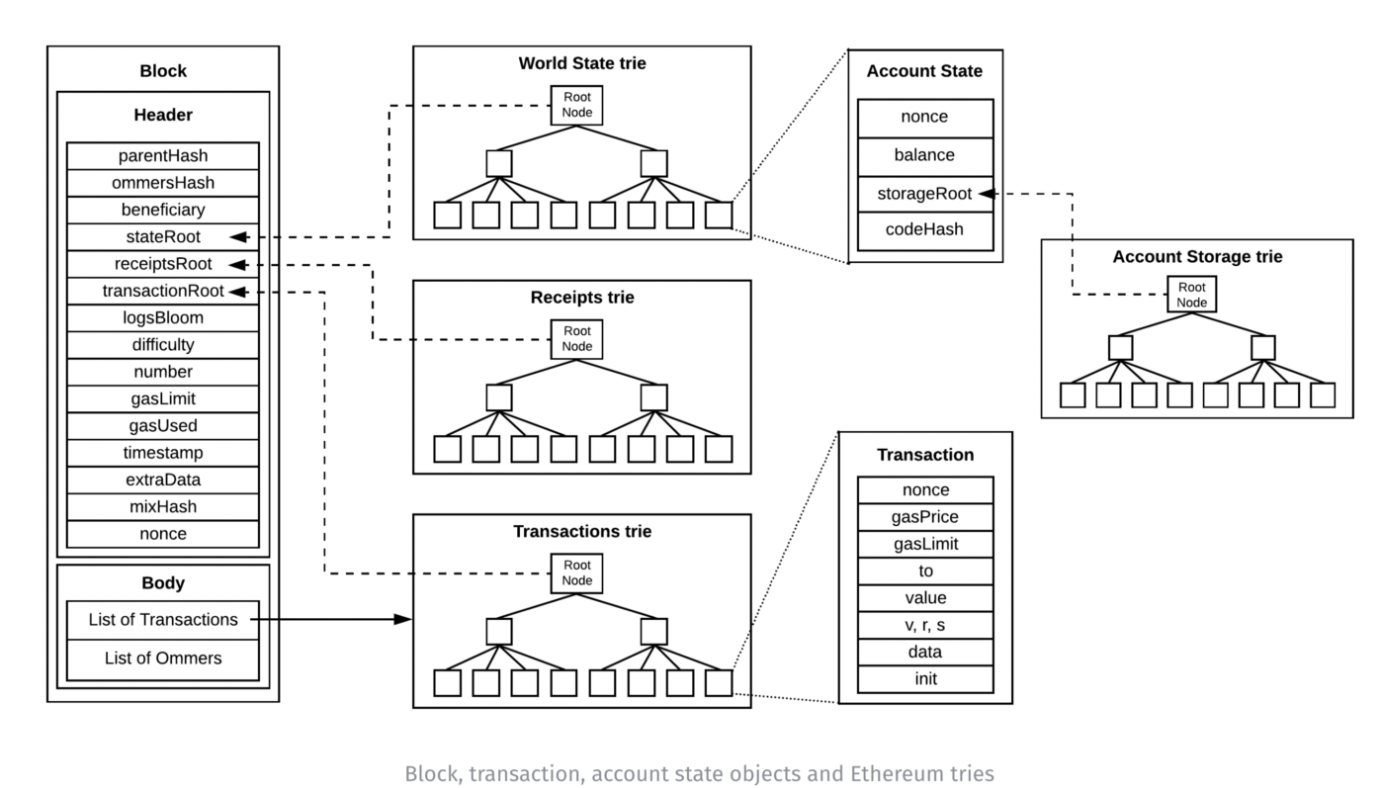 Block
Header
parentHash
ommersHash
beneficiary
stateRoot
receiptsRoot
transactionRoot
logsBloom
difficulty
number
gasLimit
gasUsed
timestamp
extraData
mixHash
nonce
Body
List of Transactions
List of Ommers
World State trie
Root
Node
Receipts trie
Root
Node
Transactions trie
Root
Node
Account State
nonce
balance
storageRoot
codeHash
Account Storage trie
Root
Node
Transaction
nonce
gasPrice
gasLimit
to
value
v, r, s
data
init
Block, transaction, account state objects and Ethereum tries